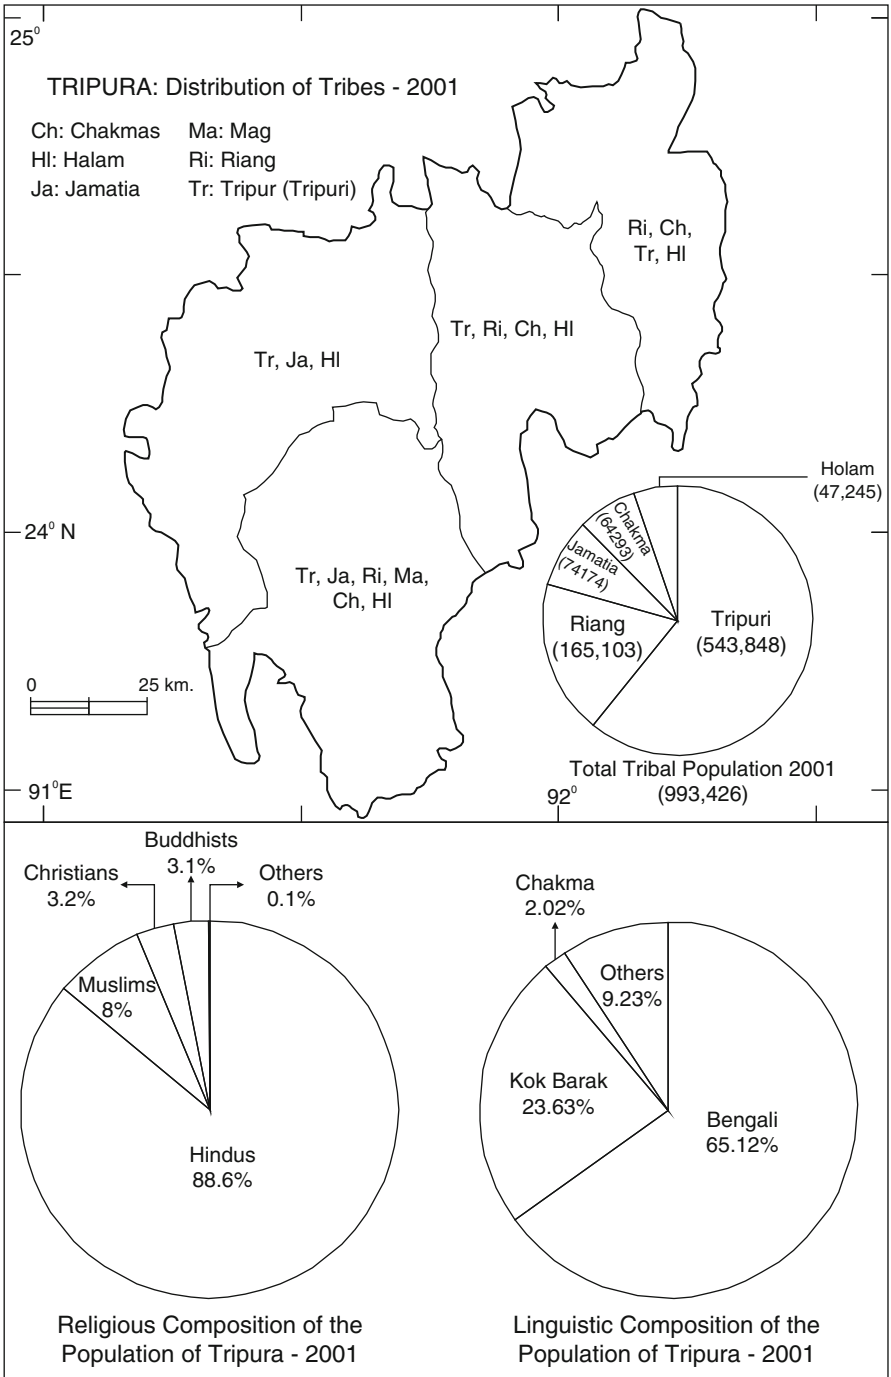 25°
TRIPURA: Distribution of Tribes - 2001
Ch: Chakmas Ma: Mag
Hl: Halam Ri: Riang
Ja: Jamatia Tr: Tripur (Tripuri)
Ri, Ch,
Tr, Hl
Tr, Ri, Ch, Hl
Tr, Ja, Hl
Holam
(47,245)
Chakma
(64293)
24° N
Jamatia
(74174)
Tr, Ja, Ri, Ma,
Ch, Hl
Riang
(165,103)
Tripuri
(543,848)
0 25 km.
Total Tribal Population 2001
(993,426)
91°E
92°
Buddhists
3.1%
Christians
3.2%
Others
0.1%
Muslims
8%
Hindus
88.6%
Religious Composition of the
Population of Tripura - 2001
Chakma
2.02%
Others
9.23%
Kok Barak
23.63%
Bengali
65.12%
Linguistic Composition of the
Population of Tripura - 2001